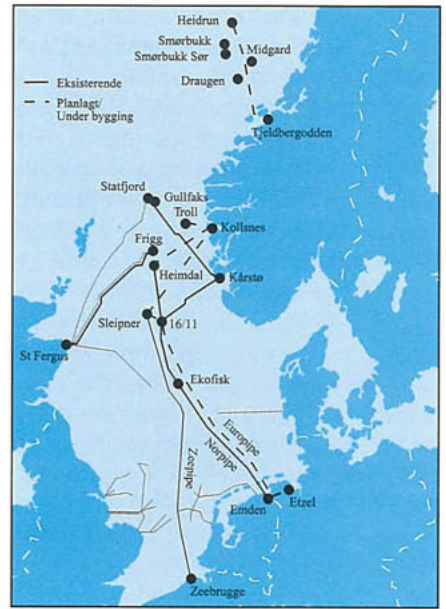 Heidrun
Smørbukk
Smørbukk Sør
Midgard
Draugen
Eksisterende
Planlagt/
Under bygging
Tjeldbergodden
Statfjord
Gullfaks
Troll
Kollsnes
Frigg
Heimdal
Kårstø
Sleipner
16/11
St Fergus
Ekofisk
Europipe
Norpipe
Zeepipe
Emden
Etzel
Zeebrugge